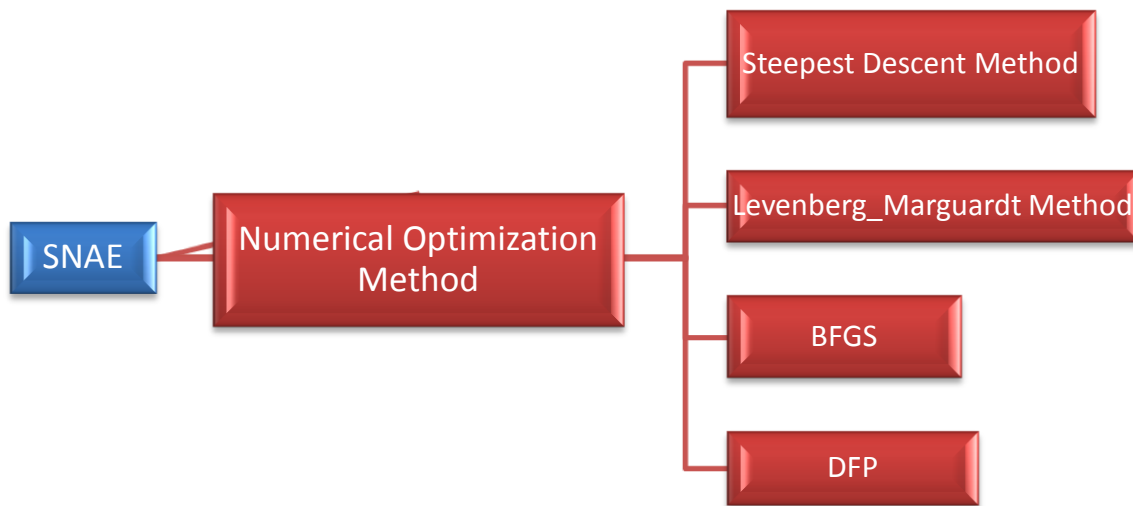 SNAE
Numerical Optimization
Method
Steepest Descent Method
Levenberg_Marguardt Method
BFGS
DFP